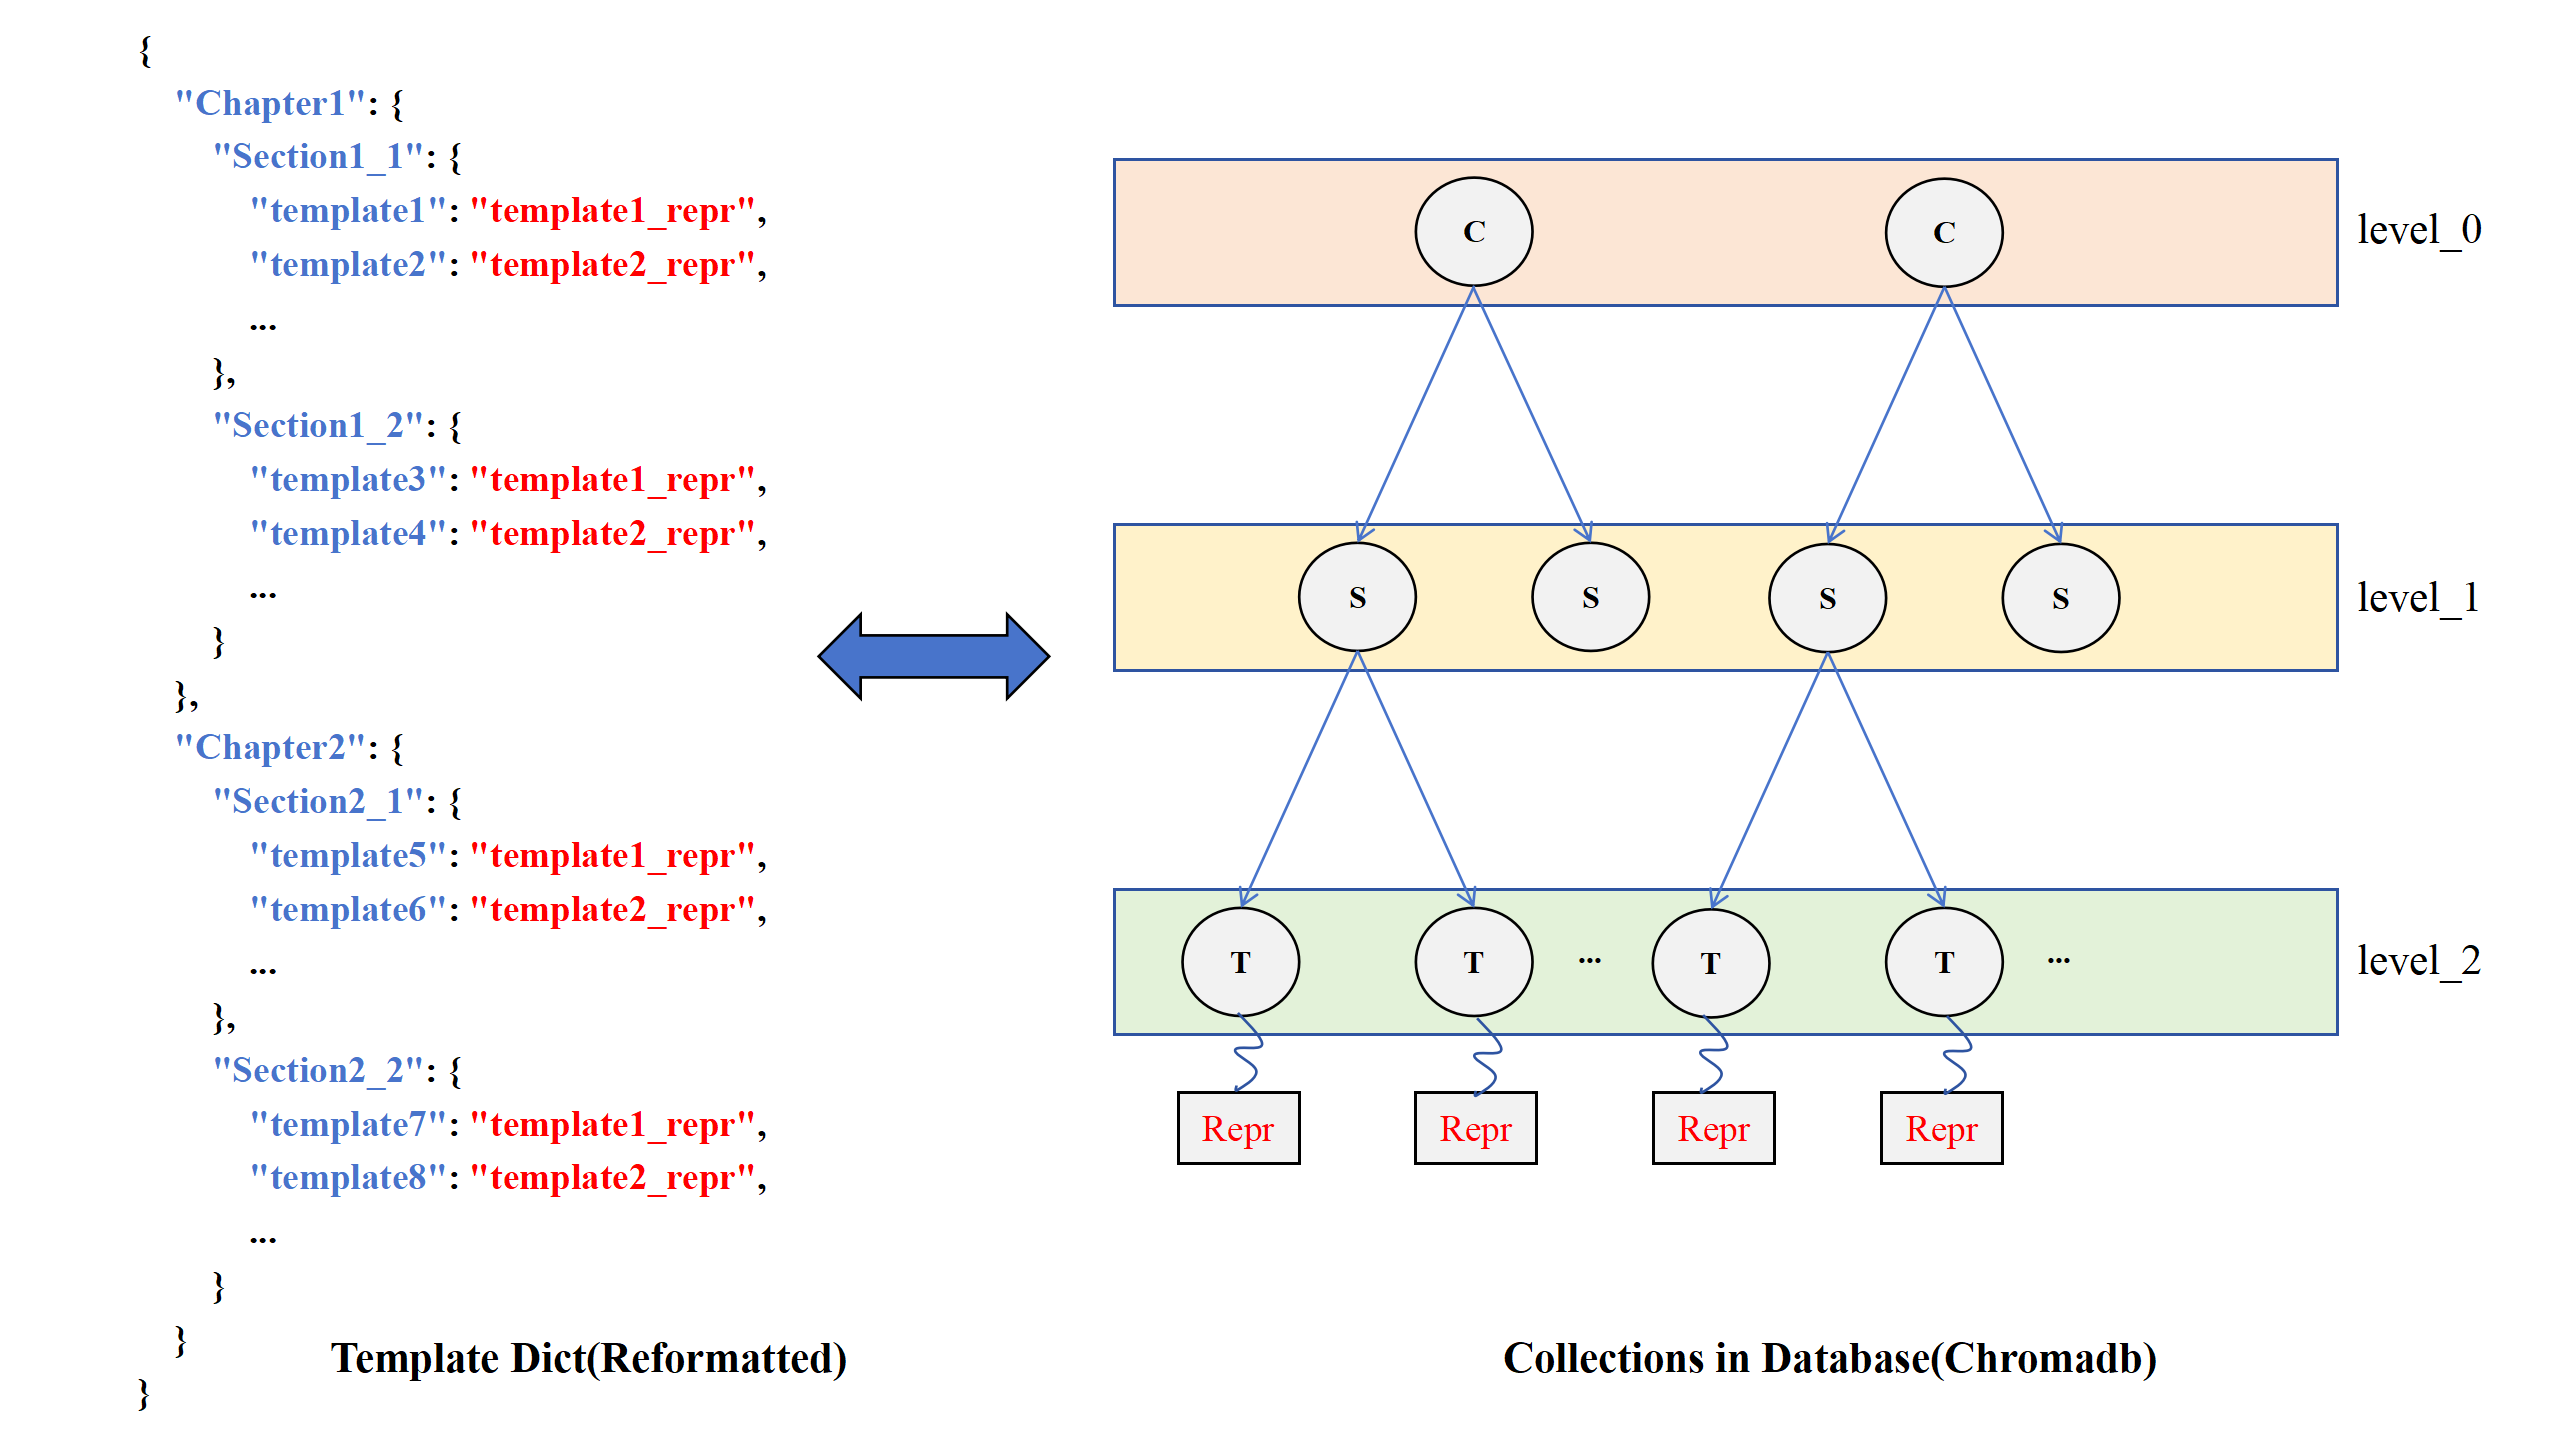 {
"Chapter1": {
"Section1_1": {
"template1": "template1_repr",
"template2": "template2_repr",
...
},
"Section1_2": {
"template3": "template1_repr",
"template4": "template2_repr",
...
}
},
"Chapter2": {
"Section2_1": {
"template5": "template1_repr",
"template6": "template2_repr",
...
},
"Section2_2": {
"template7": "template1_repr",
"template8": "template2_repr",
...
}
}
}
Template Dict(Reformatted)
C C level_0
S S S S level_1
T T ... T T ... level_2
Repr Repr Repr Repr
Collections in Database(Chromadb)